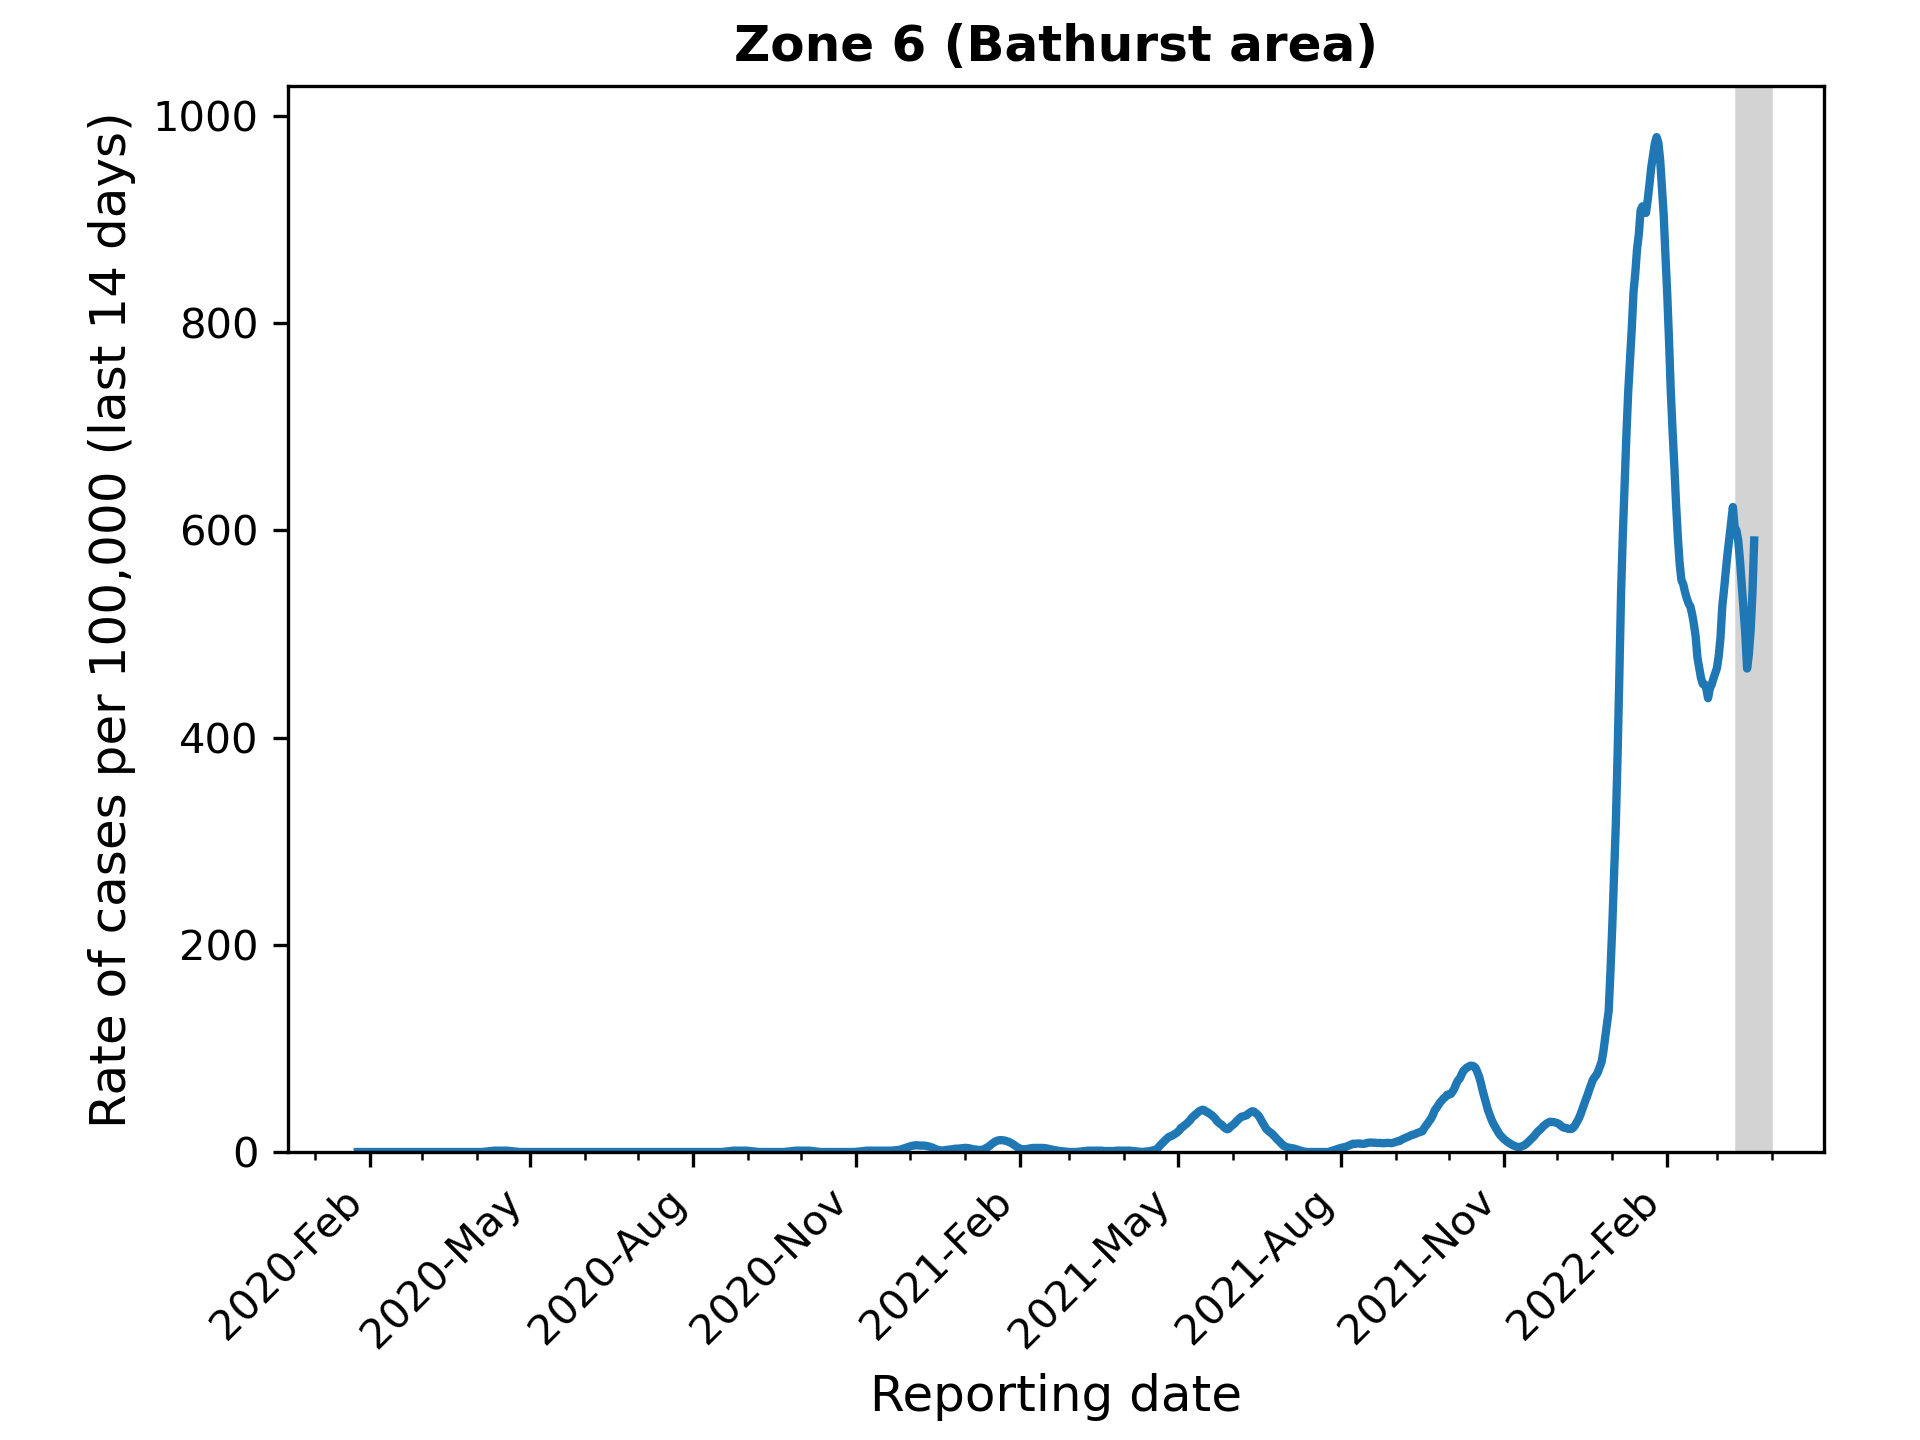 Zone 6 (Bathurst area)
Rate of cases per 100,000 (last 14 days)
1000
800
600
400
200
0
2020-Feb
2020-May
2020-Aug
2020-Nov
2021-Feb
2021-May
2021-Aug
2021-Nov
2022-Feb
Reporting date